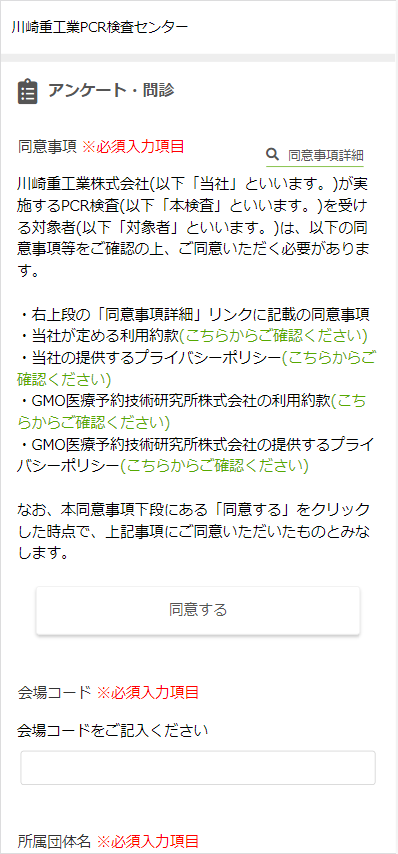 川崎重工業PCR検査センター
アンケート・問診
同意事項 ※必須入力項目
同意事項詳細
川崎重工業株式会社(以下「当社」といいます。)が実
施するPCR検査(以下「本検査」といいます。)を受け
る対象者(以下「対象者」といいます。)は、以下の同
意事項等をご確認の上、ご同意いただく必要がありま
す。
・右上段の「同意事項詳細」リンクに記載の同意事項
・当社が定める利用約款(こちらからご確認ください)
・当社の提供するプライバシーポリシー(こちらからご
確認ください)
・GMO医療予約技術研究所株式会社の利用約款(こち
らからご確認ください)
・GMO医療予約技術研究所株式会社の提供するプライ
バシーポリシー(こちらからご確認ください)
なお、本同意事項下段にある「同意する」をクリック
した時点で、上記事項にご同意いただいたものとみな
します。
同意する
会場コード ※必須入力項目
会場コードをご記入ください
所属団体名 ※必須入力項目